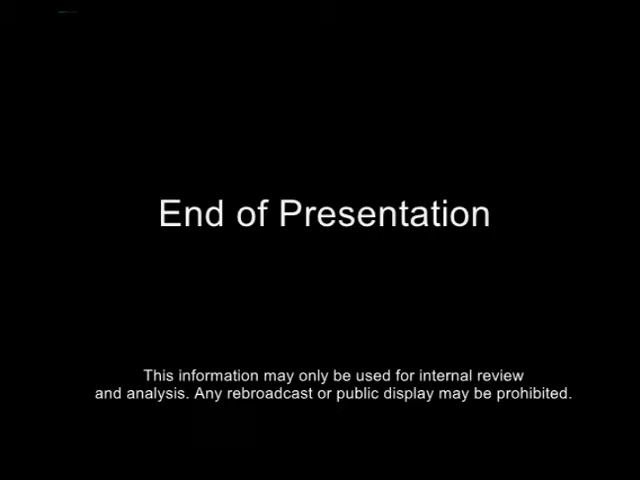 End of Presentation
This information may only be used for internal review
and analysis. Any rebroadcast or public display may be prohibited.